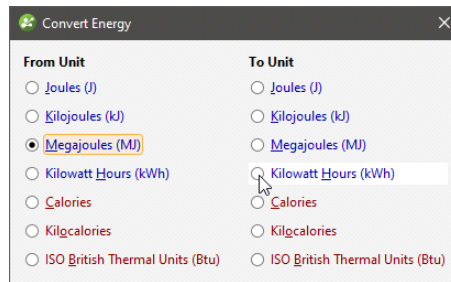 Convert Energy
From Unit To Unit
Joules (J) Joules (J)
Kilojoules (kJ) Kilojoules (kJ)
Megajoules (MJ) Megajoules (MJ)
Kilowatt Hours (kWh) Kilowatt Hours (kWh)
Calories Calories
Kilocalories Kilocalories
ISO British Thermal Units (Btu) ISO British Thermal Units (Btu)